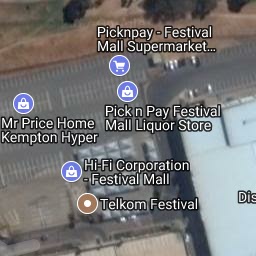 Picknpay - Festival
Mall Supermarket...
Pick n Pay Festival
Mall Liquor Store
Mr Price Home
Kempton Hyper
Hi-Fi Corporation
- Festival Mall
Telkom Festival
Dis